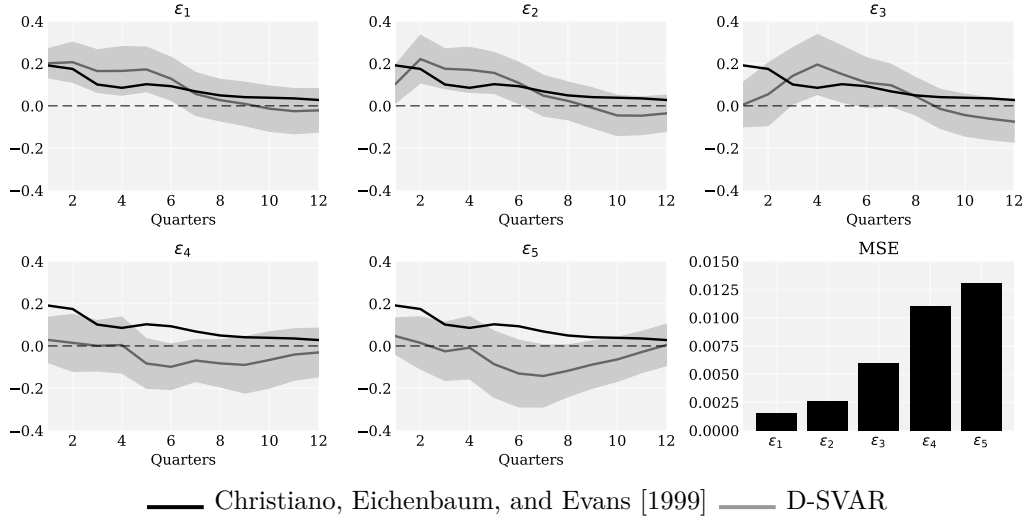 ε1
0.4
0.2
0.0
−0.2
−0.4
2 4 6 8 10 12
Quarters
ε2
0.4
0.2
0.0
−0.2
−0.4
2 4 6 8 10 12
Quarters
ε3
0.4
0.2
0.0
−0.2
−0.4
2 4 6 8 10 12
Quarters
ε4
0.4
0.2
0.0
−0.2
−0.4
2 4 6 8 10 12
Quarters
ε5
0.4
0.2
0.0
−0.2
−0.4
2 4 6 8 10 12
Quarters
MSE
0.0150
0.0125
0.0100
0.0075
0.0050
0.0025
0.0000
ε1 ε2 ε3 ε4 ε5
Christiano, Eichenbaum, and Evans [1999] D-SVAR